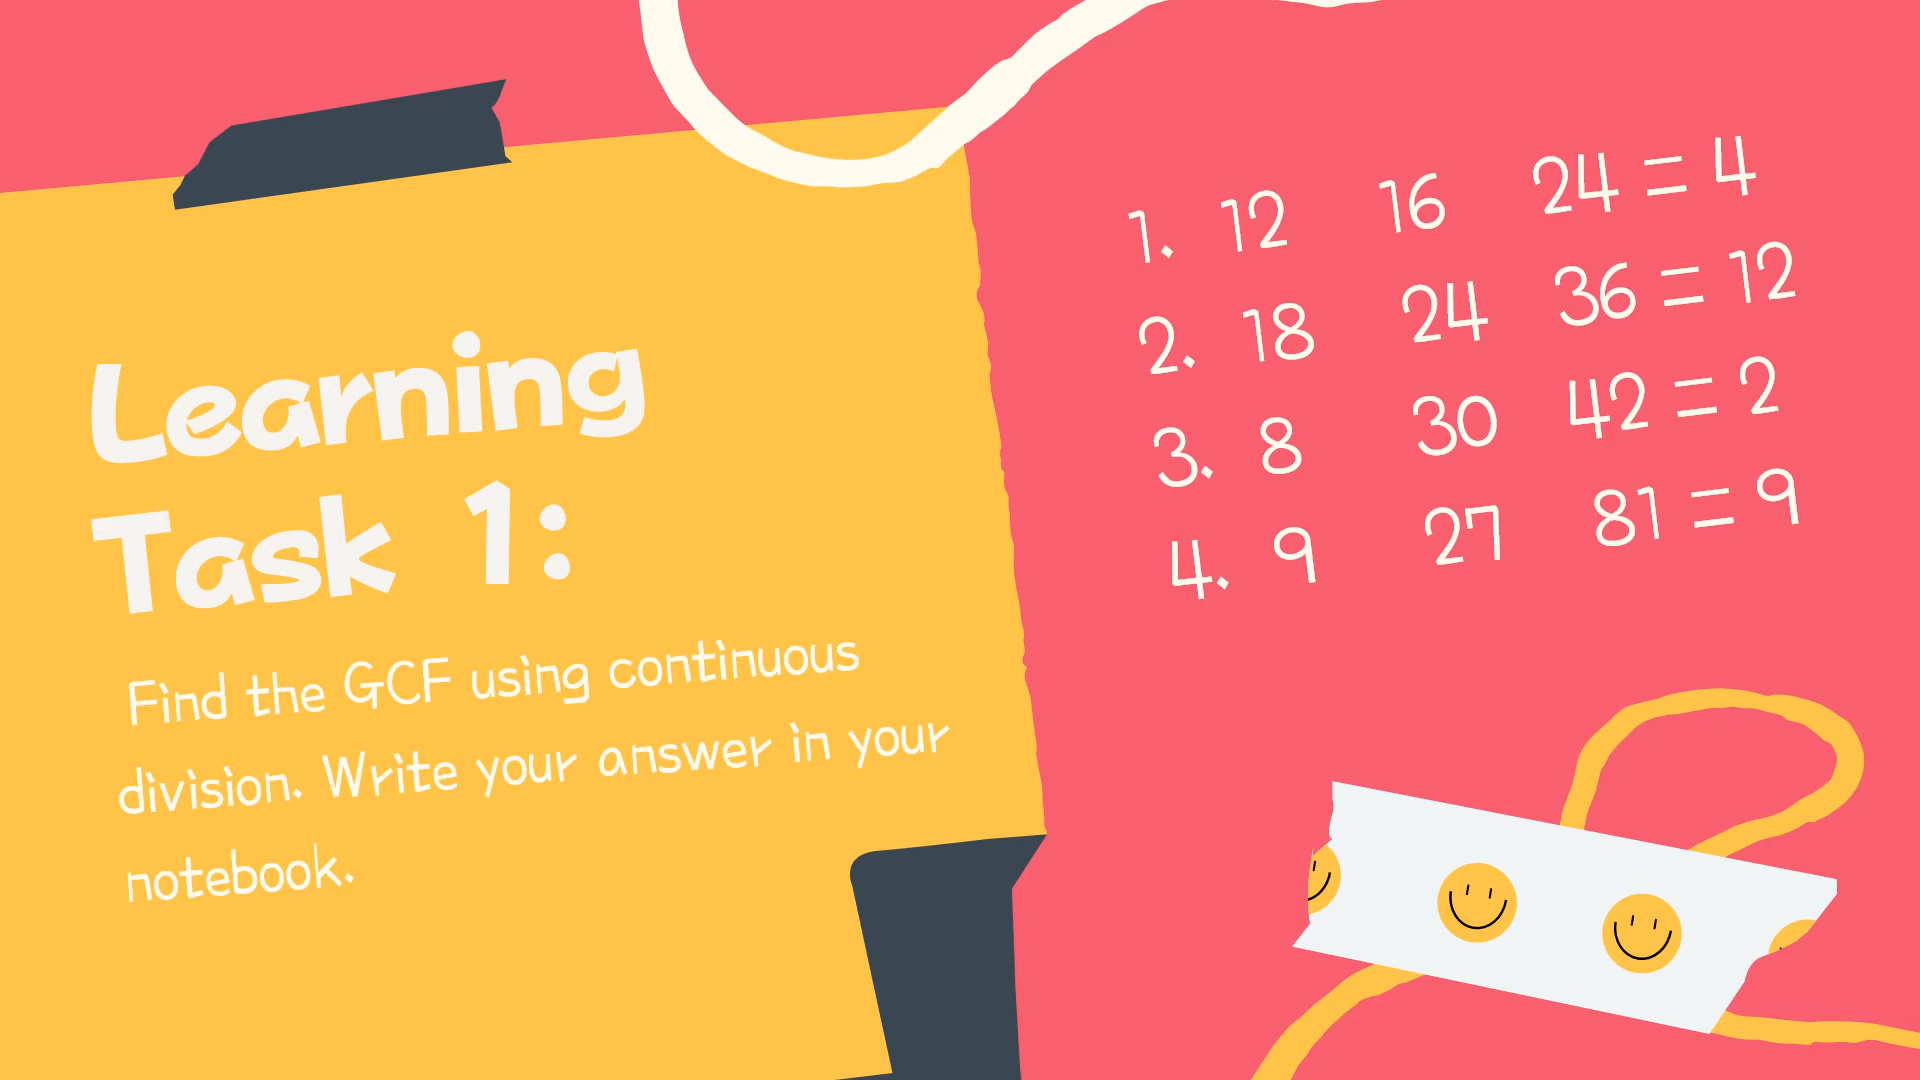 Learning
Task 1:
Find the GCF using continuous
division. Write your answer in your
notebook.
1. 12 16 24 = 4
2. 18 24 36 = 12
3. 8 30 42 = 2
4. 9 27 81 = 9